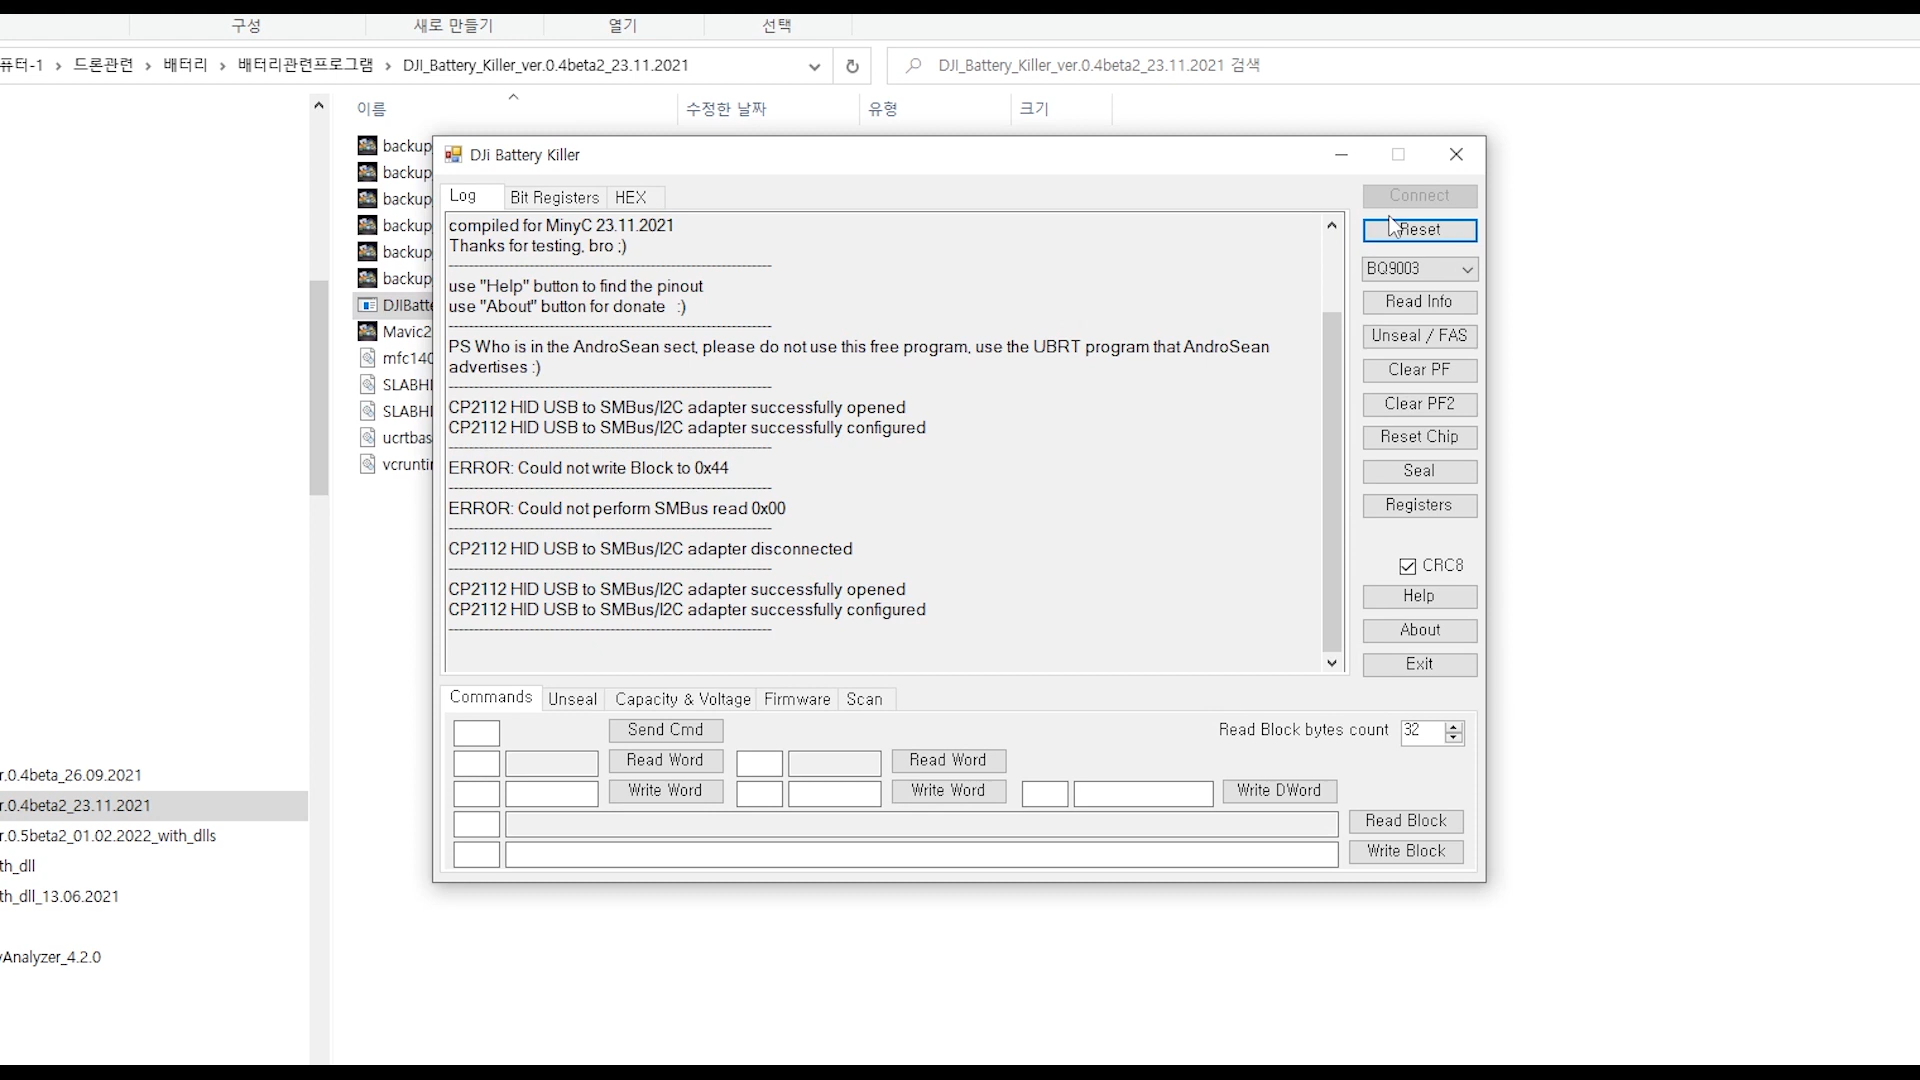 구성
새로 만들기
열기
선택
퓨터-1 › 드론관련 › 배터리 › 배터리관련프로그램 › DJI_Battery_Killer_ver.0.4beta2_23.11.2021
DJI_Battery_Killer_ver.0.4beta2_23.11.2021 검색
이름
수정한 날짜
유형
크기
backup
backup
backup
backup
backup
backup
DJIBatte
Mavic2
mfc140
SLABHI
SLABHI
ucrtbas
vcruntin
r.0.4beta_26.09.2021
r.0.4beta2_23.11.2021
r.0.5beta2_01.02.2022_with_dlls
th_dll
th_dll_13.06.2021
yAnalyzer_4.2.0
DJi Battery Killer
Log
Bit Registers
HEX
compiled for MinyC 23.11.2021
Thanks for testing, bro ;)
------------------------------------------------------------
use "Help" button to find the pinout
use "About" button for donate :)
------------------------------------------------------------
PS Who is in the AndroSean sect, please do not use this free program, use the UBRT program that AndroSean
advertises :)
------------------------------------------------------------
CP2112 HID USB to SMBus/I2C adapter successfully opened
CP2112 HID USB to SMBus/I2C adapter successfully configured
------------------------------------------------------------
ERROR: Could not write Block to 0x44
------------------------------------------------------------
ERROR: Could not perform SMBus read 0x00
------------------------------------------------------------
CP2112 HID USB to SMBus/I2C adapter disconnected
------------------------------------------------------------
CP2112 HID USB to SMBus/I2C adapter successfully opened
CP2112 HID USB to SMBus/I2C adapter successfully configured
------------------------------------------------------------
Connect
Reset
BQ9003
Read Info
Unseal / FAS
Clear PF
Clear PF2
Reset Chip
Seal
Registers
CRC8
Help
About
Exit
Commands
Unseal
Capacity & Voltage
Firmware
Scan
Send Cmd
Read Block bytes count 32
Read Word
Read Word
Write Word
Write Word
Write DWord
Read Block
Write Block